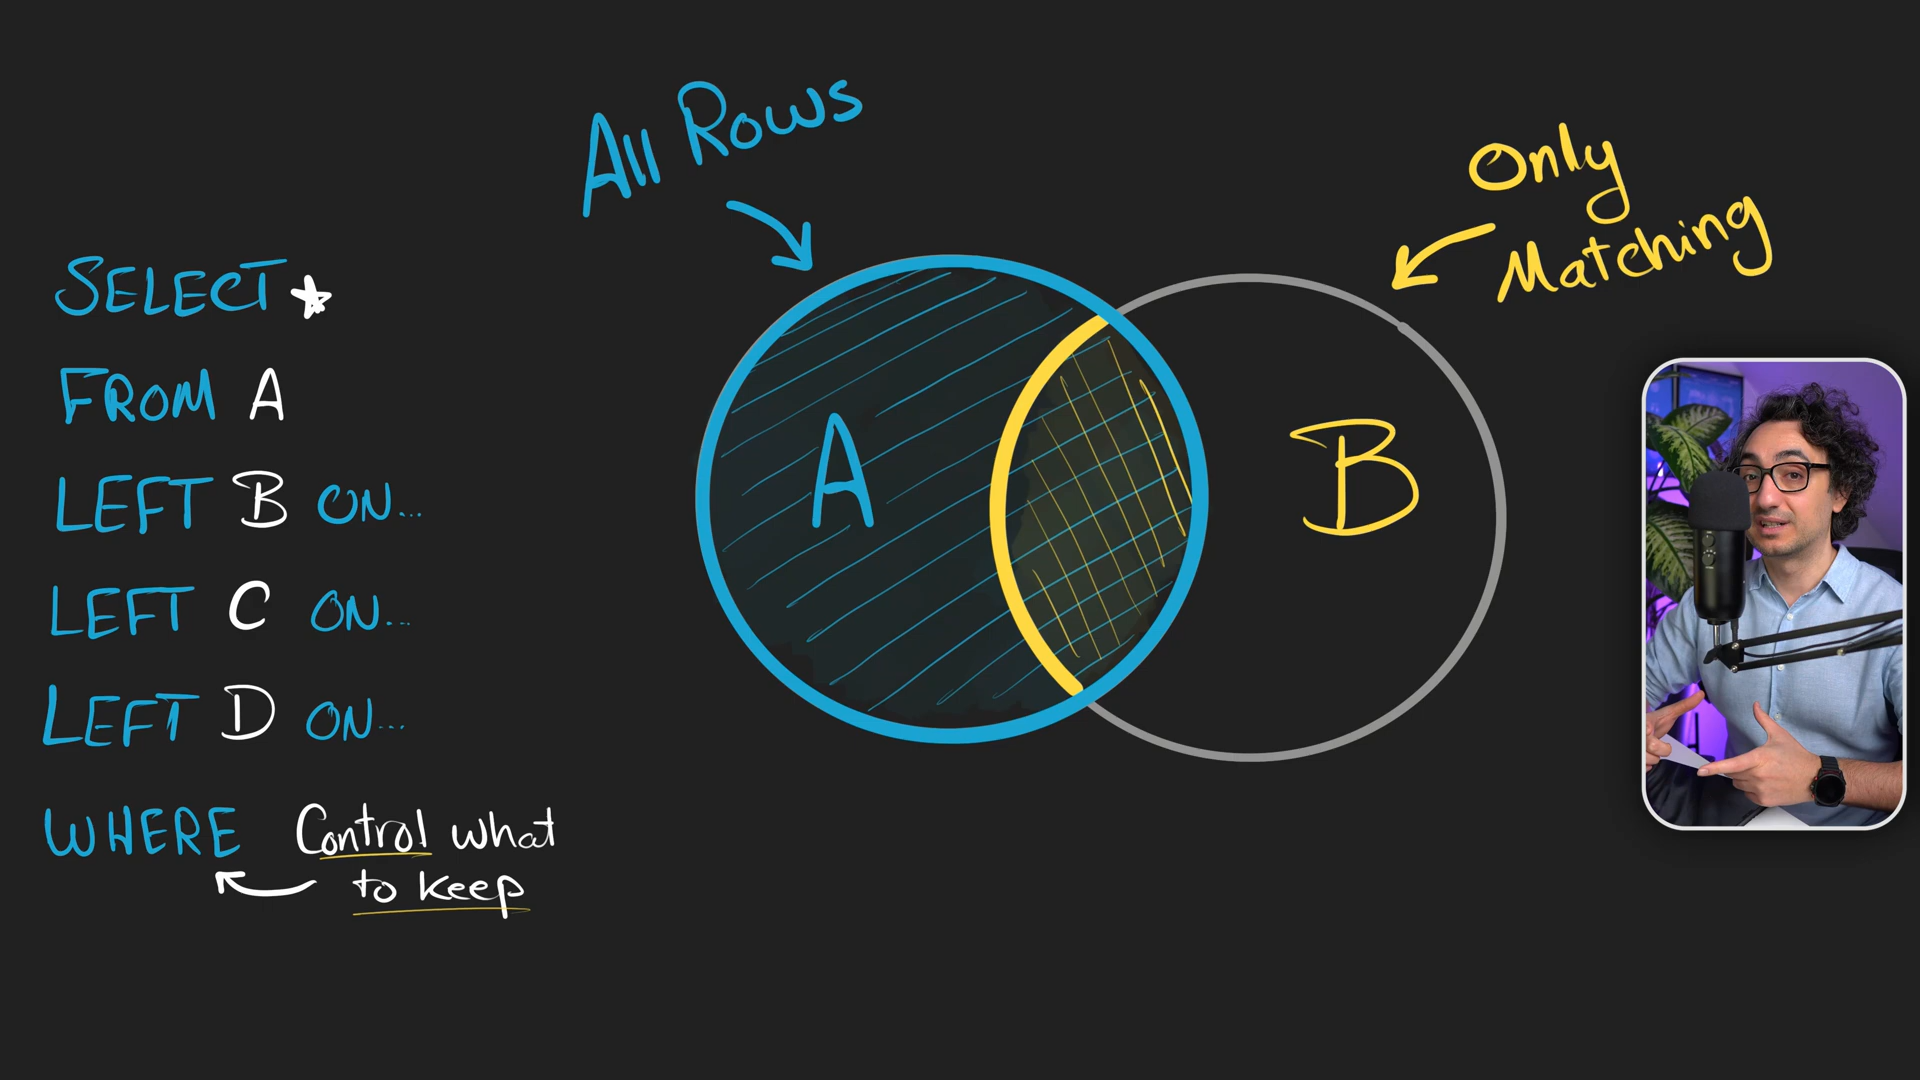 SELECT *
FROM A
LEFT B ON...
LEFT C ON...
LEFT D ON...
WHERE Control what
to keep
All Rows
Only
Matching
A
B